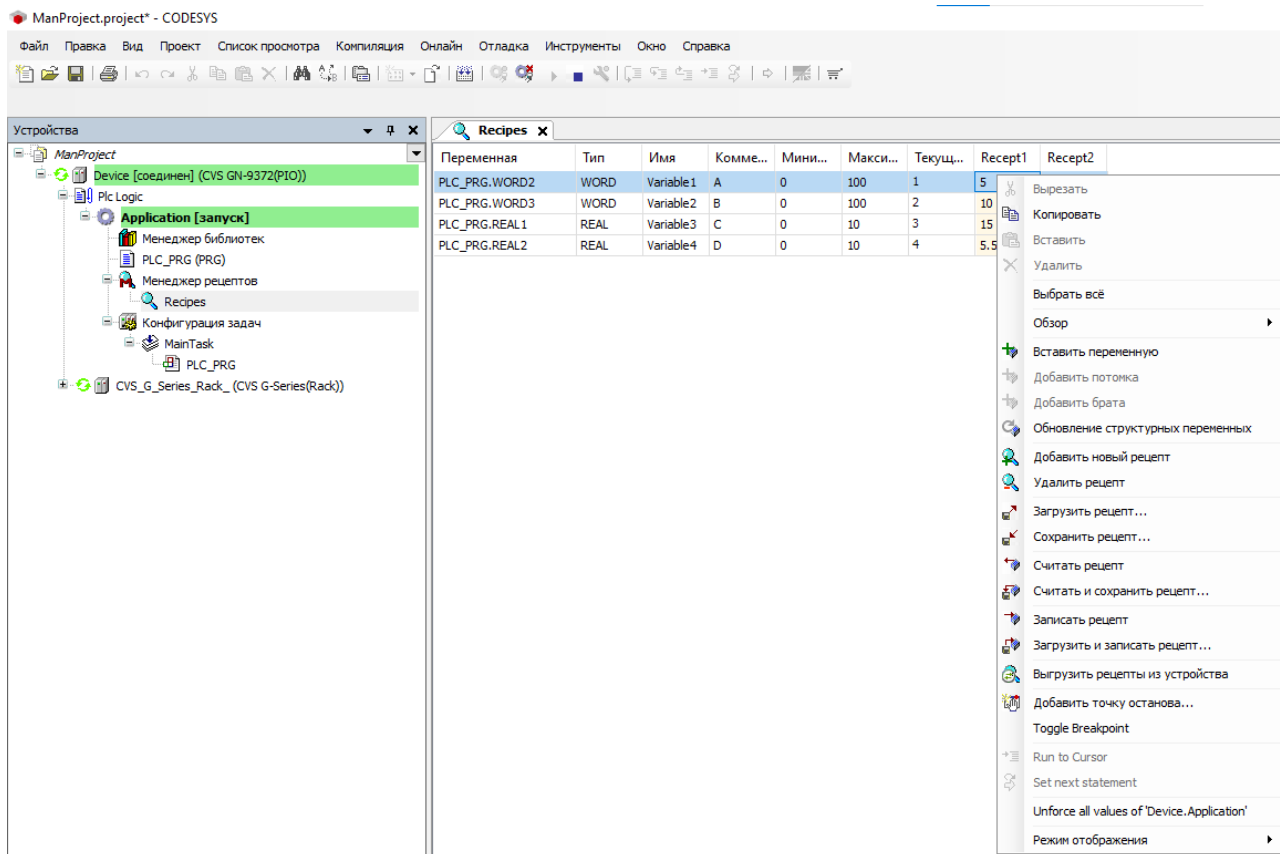 ManProject.project* - CODESYS
Файл Правка Вид Проект Список просмотра Компиляция Онлайн Отладка Инструменты Окно Справка
Устройства
ManProject
Device [соединен] (CVS GN-9372(PIO))
Plc Logic
Application [запуск]
Менеджер библиотек
PLC_PRG (PRG)
Менеджер рецептов
Recipes
Конфигурация задач
MainTask
PLC_PRG
CVS_G_Series_Rack_ (CVS G-Series(Rack))
Recipes
Переменная Тип Имя Комме... Мини... Макси... Текущ... Recept1 Recept2
PLC_PRG.WORD2 WORD Variable1 A 0 100 1 5
PLC_PRG.WORD3 WORD Variable2 B 0 100 2 10
PLC_PRG.REAL1 REAL Variable3 C 0 10 3 15
PLC_PRG.REAL2 REAL Variable4 D 0 10 4 5.5
Вырезать
Копировать
Вставить
Удалить
Выбрать всё
Обзор
Вставить переменную
Добавить потомка
Добавить брата
Обновление структурных переменных
Добавить новый рецепт
Удалить рецепт
Загрузить рецепт...
Сохранить рецепт...
Считать рецепт
Считать и сохранить рецепт...
Записать рецепт
Загрузить и записать рецепт...
Выгрузить рецепты из устройства
Добавить точку останова...
Toggle Breakpoint
Run to Cursor
Set next statement
Unforce all values of 'Device.Application'
Режим отображения